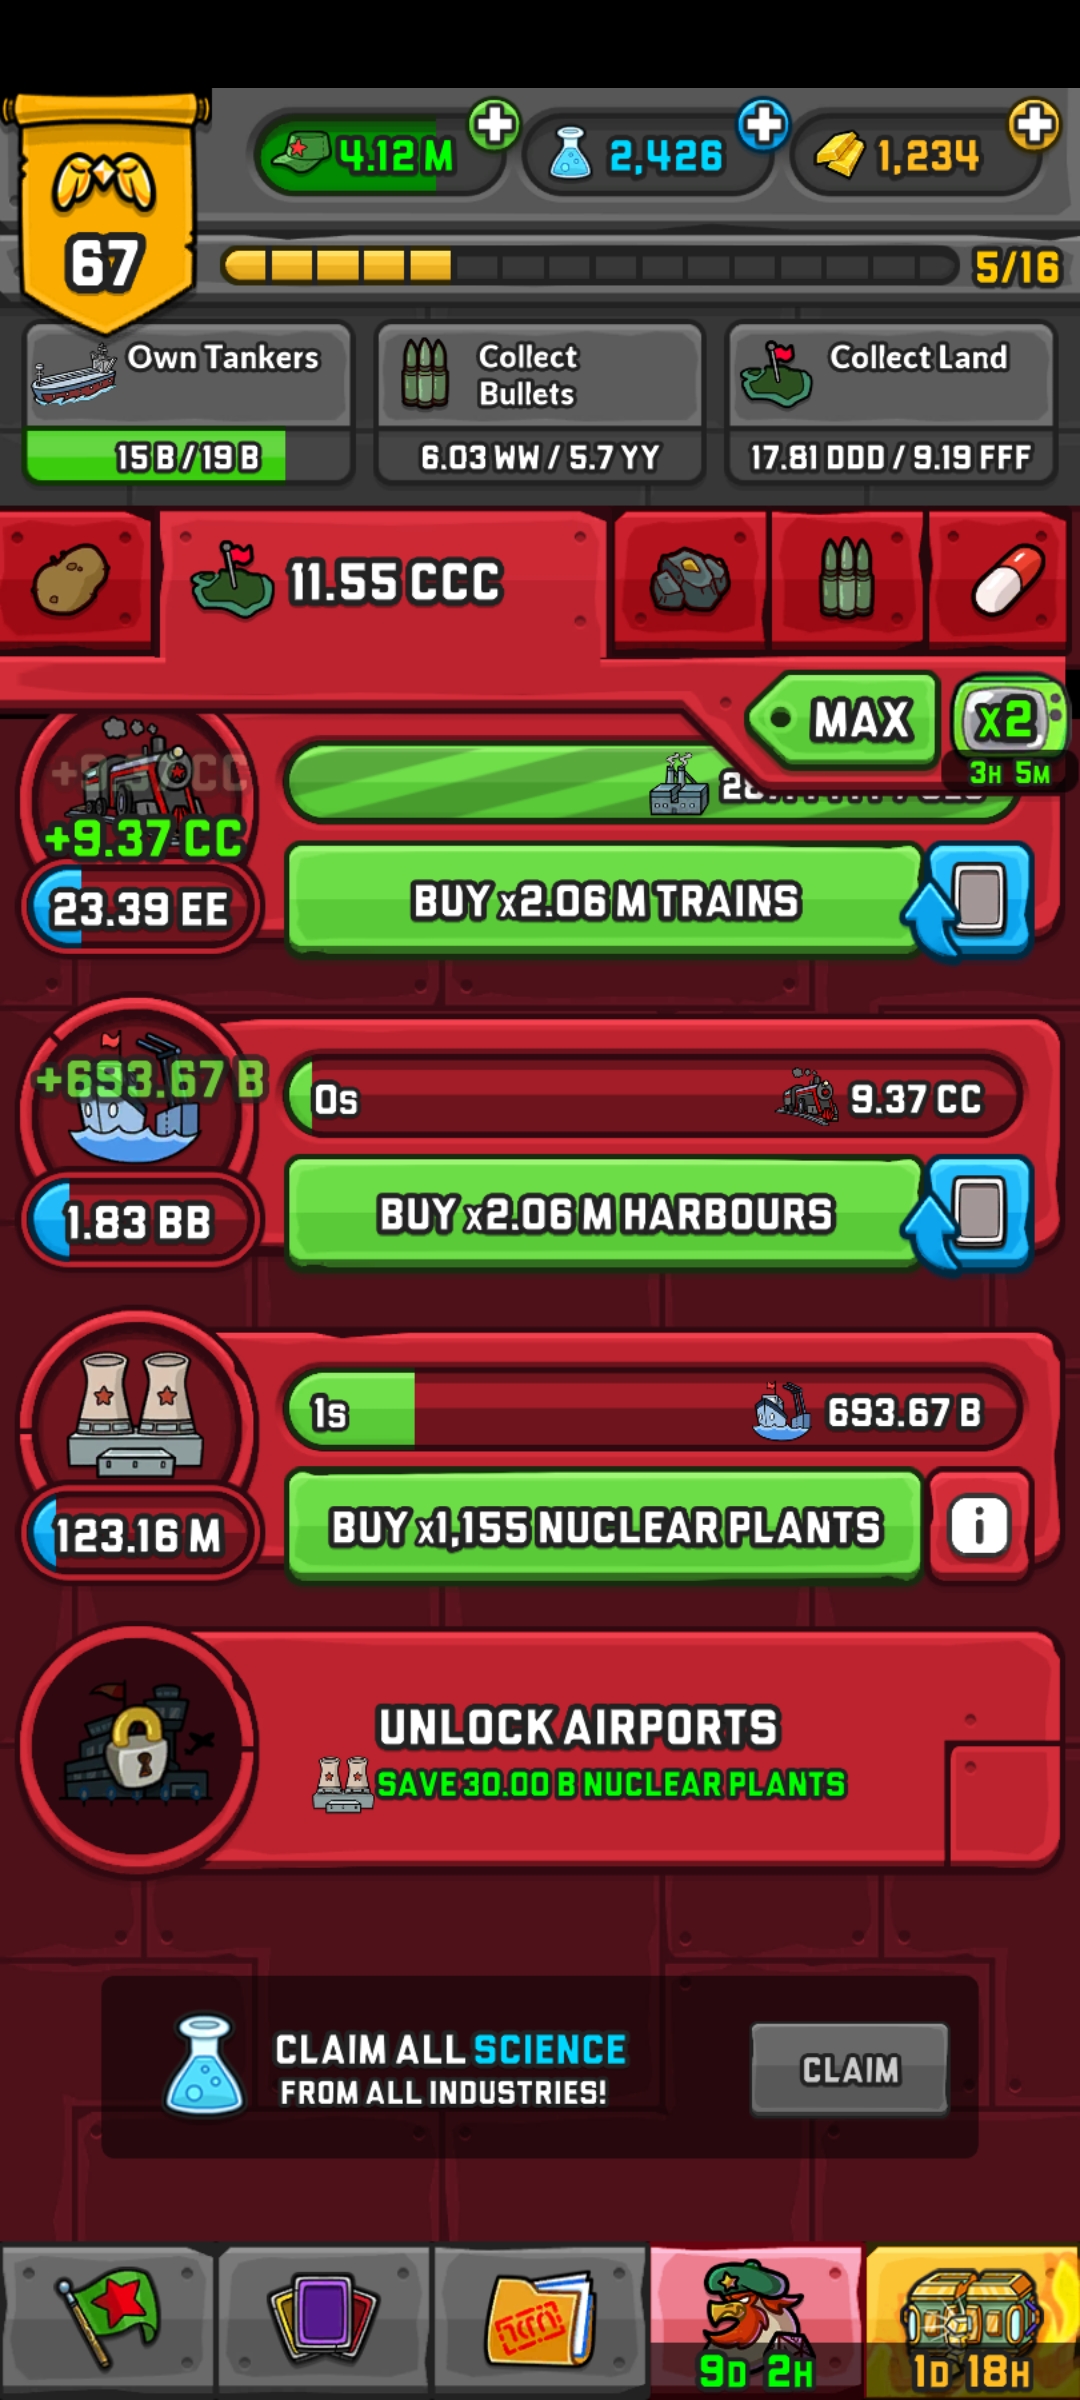 4.12 M
2,426
1,234
67
5/16
Own Tankers
Collect
Bullets
Collect Land
15 B / 19 B
6.03 WW / 5.7 YY
17.81 DDD / 9.19 FFF
11.55 CCC
MAX
x2
3H 5M
+9.37 CC
23.39 EE
BUY x2.06 M TRAINS
+693.67 B
0s
9.37 CC
1.83 BB
BUY x2.06 M HARBOURS
1s
693.67 B
123.16 M
BUY x1,155 NUCLEAR PLANTS
i
UNLOCK AIRPORTS
SAVE 30.00 B NUCLEAR PLANTS
CLAIM ALL SCIENCE
FROM ALL INDUSTRIES!
CLAIM
9D 2H
1D 18H